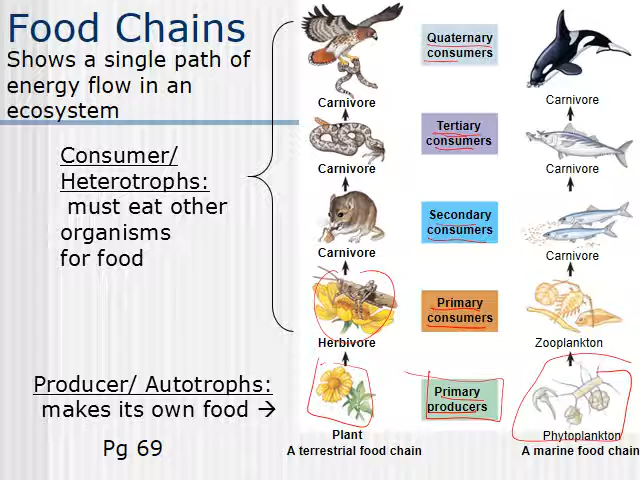 Food Chains
Shows a single path of
energy flow in an
ecosystem
Consumer/
Heterotrophs:
must eat other
organisms
for food
Producer/ Autotrophs:
makes its own food →
Pg 69
Carnivore
Quaternary
consumers
Carnivore
Carnivore
Tertiary
consumers
Carnivore
Carnivore
Secondary
consumers
Carnivore
Herbivore
Primary
consumers
Zooplankton
Plant
Primary
producers
Phytoplankton
A terrestrial food chain
A marine food chain